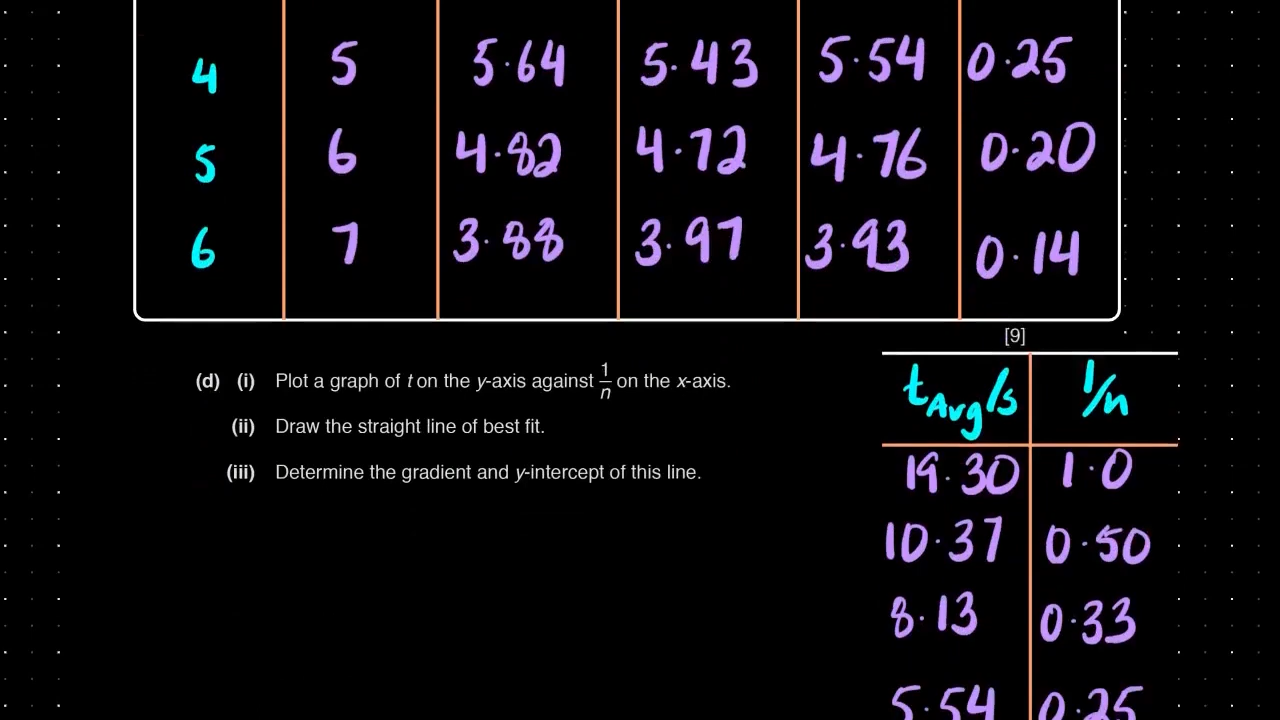 4 5 5.64 5.43 5.54 0.25
5 6 4.82 4.72 4.76 0.20
6 7 3.88 3.97 3.93 0.14
[9]
(d) (i) Plot a graph of t on the y-axis against 1/n on the x-axis.
(ii) Draw the straight line of best fit.
(iii) Determine the gradient and y-intercept of this line.
tAvg/s 1/n
19.30 1.0
10.37 0.50
8.13 0.33
5.54 0.25